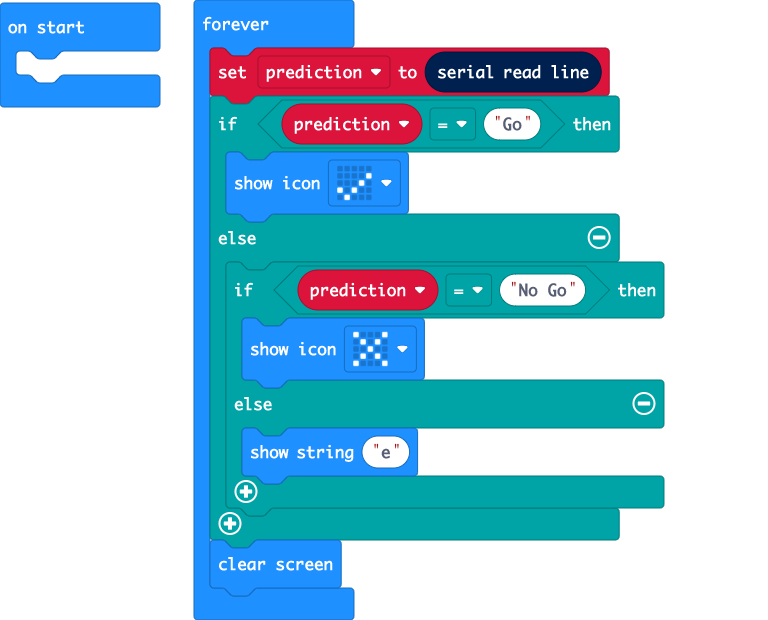 on start
forever
set prediction to serial read line
if prediction = "Go" then
show icon
else
if prediction = "No Go" then
show icon
else
show string "e"
clear screen